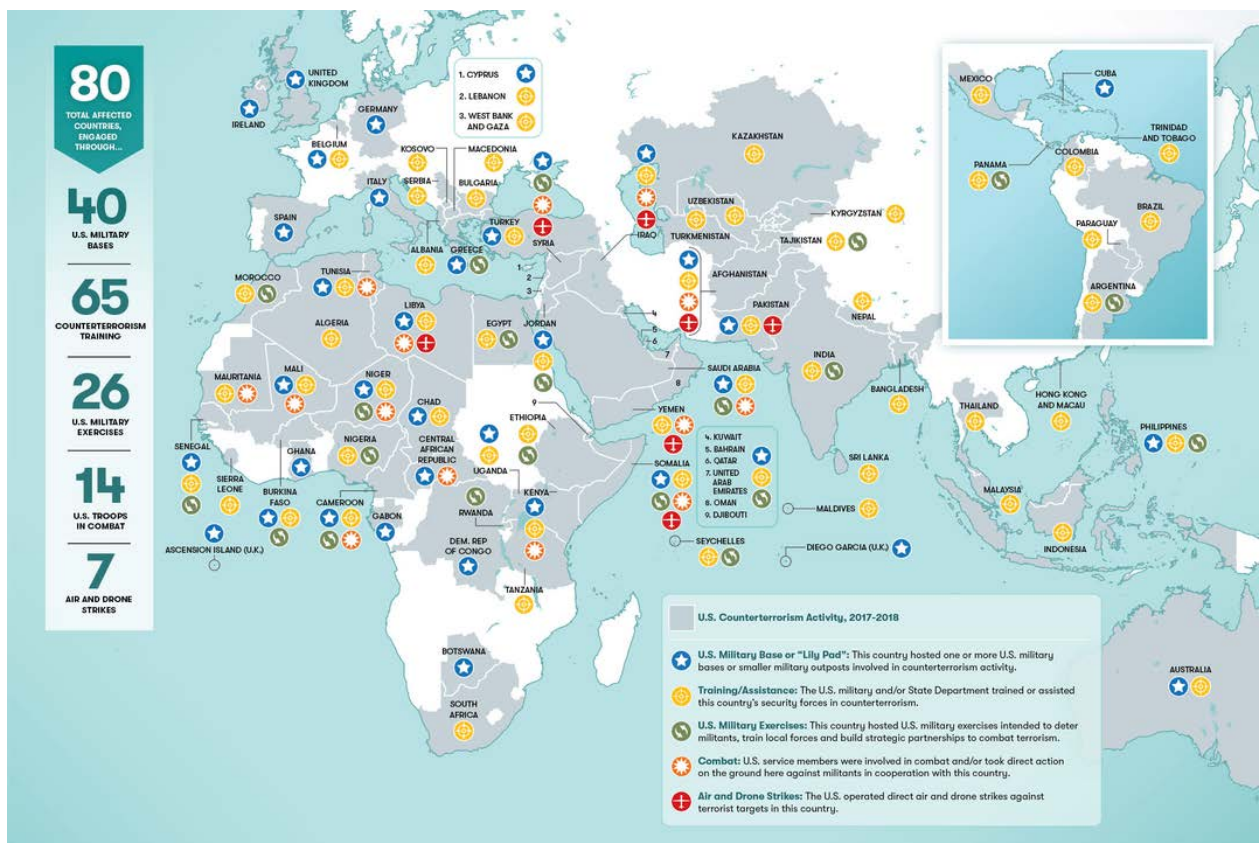 80
TOTAL AFFECTED
COUNTRIES,
ENGAGED
THROUGH...
40
U.S. MILITARY
BASES
65
COUNTERTERRORISM
TRAINING
26
U.S. MILITARY
EXERCISES
14
U.S. TROOPS
IN COMBAT
7
AIR AND DRONE
STRIKES
UNITED
KINGDOM
IRELAND
GERMANY
BELGIUM
KOSOVO
MACEDONIA
SERBIA
BULGARIA
ITALY
SPAIN
ALBANIA
GREECE
TURKEY
SYRIA
IRAQ
1. CYPRUS
2. LEBANON
3. WEST BANK
AND GAZA
KAZAKHSTAN
UZBEKISTAN
TURKMENISTAN
KYRGYZSTAN
TAJIKISTAN
AFGHANISTAN
PAKISTAN
NEPAL
INDIA
BANGLADESH
MOROCCO
TUNISIA
ALGERIA
LIBYA
EGYPT
JORDAN
1
2
3
4
5
6
7
8
9
SAUDI ARABIA
YEMEN
MAURITANIA
MALI
NIGER
CHAD
SENEGAL
SIERRA
LEONE
GHANA
BURKINA
FASO
NIGERIA
CAMEROON
CENTRAL
AFRICAN
REPUBLIC
GABON
ETHIOPIA
UGANDA
SOMALIA
KENYA
RWANDA
DEM. REP
OF CONGO
TANZANIA
BOTSWANA
SOUTH
AFRICA
ASCENSION ISLAND (U.K.)
4. KUWAIT
5. BAHRAIN
6. QATAR
7. UNITED
ARAB
EMIRATES
8. OMAN
9. DJIBOUTI
SEYCHELLES
DIEGO GARCIA (U.K.)
MALDIVES
SRI LANKA
THAILAND
HONG KONG
AND MACAU
PHILIPPINES
MALAYSIA
INDONESIA
AUSTRALIA
MEXICO
CUBA
TRINIDAD
AND TOBAGO
PANAMA
COLOMBIA
BRAZIL
PARAGUAY
ARGENTINA
U.S. Counterterrorism Activity, 2017-2018
U.S. Military Base or “Lily Pad”: This country hosted one or more U.S. military
bases or smaller military outposts involved in counterterrorism activity.
Training/Assistance: The U.S. military and/or State Department trained or assisted
this country’s security forces in counterterrorism.
U.S. Military Exercises: This country hosted U.S. military exercises intended to deter
militants, train local forces and build strategic partnerships to combat terrorism.
Combat: U.S. service members were involved in combat and/or took direct action
on the ground here against militants in cooperation with this country.
Air and Drone Strikes: The U.S. operated direct air and drone strikes against
terrorist targets in this country.